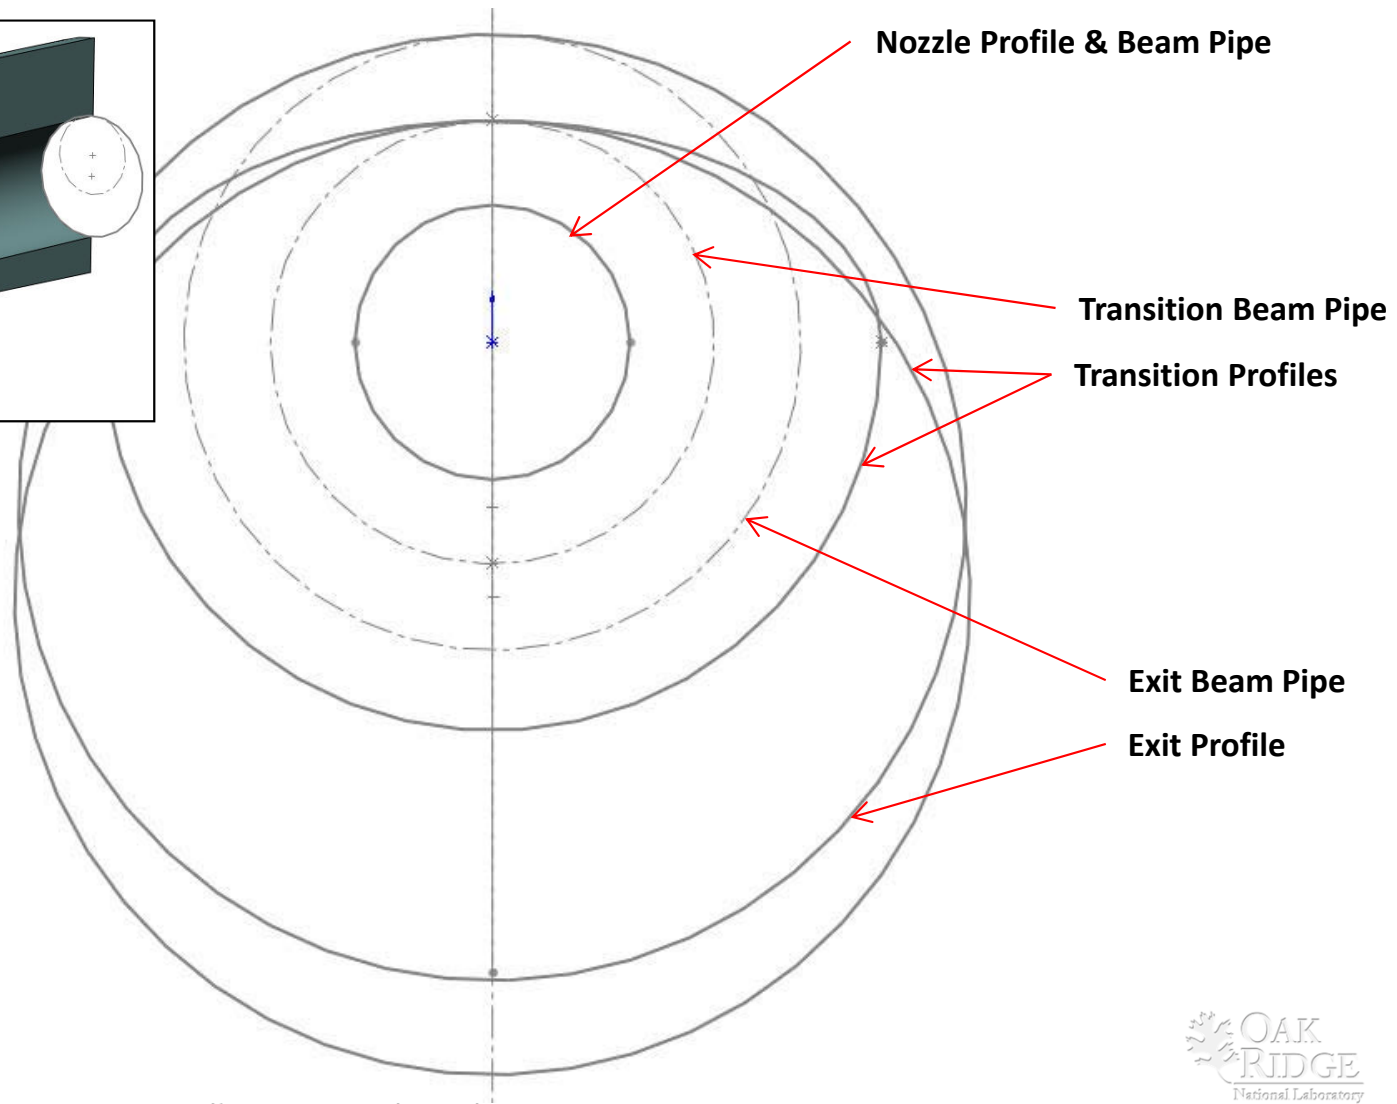 Nozzle Profile & Beam Pipe
Transition Beam Pipe
Transition Profiles
Exit Beam Pipe
Exit Profile
OAK
RIDGE
National Laboratory